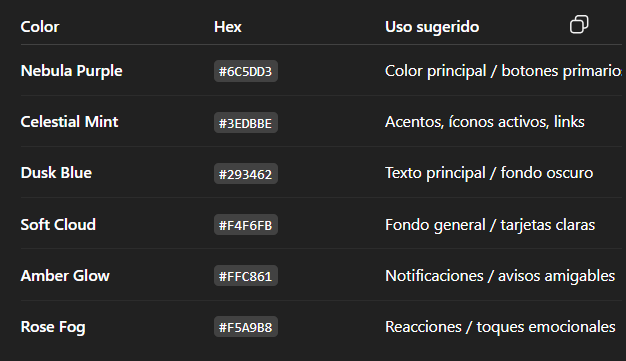 Color Hex Uso sugerido
Nebula Purple #6C5DD3 Color principal / botones primario
Celestial Mint #3EDBBE Acentos, íconos activos, links
Dusk Blue #293462 Texto principal / fondo oscuro
Soft Cloud #F4F6FB Fondo general / tarjetas claras
Amber Glow #FFC861 Notificaciones / avisos amigables
Rose Fog #F5A9B8 Reacciones / toques emocionales